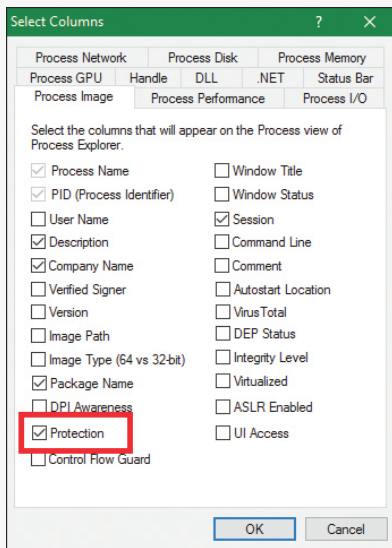 Select Columns
?
Process Network Process Disk Process Memory
Process GPU Handle DLL .NET Status Bar
Process Image Process Performance Process I/O
Select the columns that will appear on the Process view of
Process Explorer.
Process Name Window Title
PID (Process Identifier) Window Status
User Name Session
Description Command Line
Company Name Comment
Verified Signer Autostart Location
Version VirusTotal
Image Path DEP Status
Image Type (64 vs 32-bit) Integrity Level
Package Name Virtualized
DPI Awareness ASLR Enabled
Protection UI Access
Control Flow Guard
OK Cancel